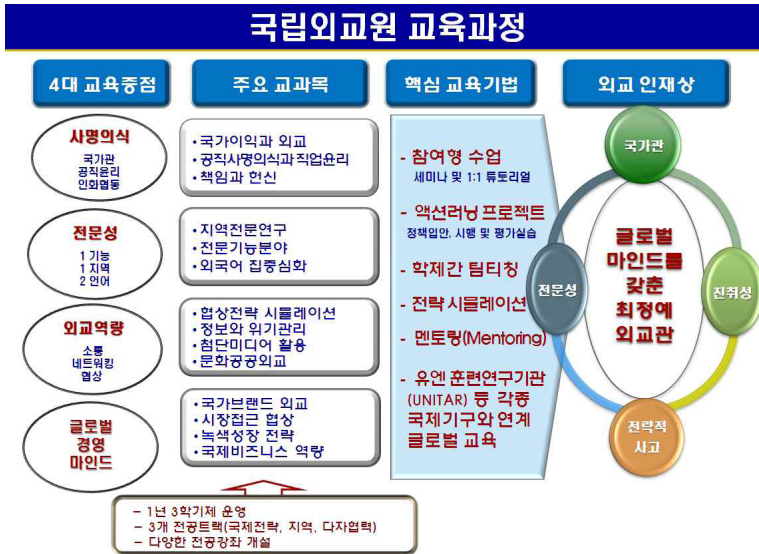 국립외교원 교육과정
4대 교육중점
주요 교과목
핵심 교육기법
외교 인재상
사명의식
국가관
공직윤리
인화협동
• 국가이익과 외교
• 공직사명의식과 직업윤리
• 책임과 헌신
전문성
1 기능
1 지역
2 언어
• 지역전문연구
• 전문기능분야
• 외국어 집중심화
외교역량
소통
네트워킹
협상
• 협상전략 시뮬레이션
• 정보와 위기관리
• 첨단미디어 활용
• 문화공공외교
글로벌
경영
마인드
• 국가브랜드 외교
• 시장접근 협상
• 녹색성장 전략
• 국제비즈니스 역량
- 참여형 수업
세미나 및 1:1 튜토리얼
- 액션러닝 프로젝트
정책입안, 시행 및 평가실습
- 학제간 팀티칭
- 전략 시뮬레이션
- 멘토링(Mentoring)
- 유엔 훈련연구기관
(UNITAR) 등 각종
국제기구와 연계
글로벌 교육
국가관
전문성
글로벌
마인드를
갖춘
최정예
외교관
진취성
전략적
사고
– 1년 3학기제 운영
– 3개 전공트랙(국제전략, 지역, 다자협력)
– 다양한 전공강좌 개설